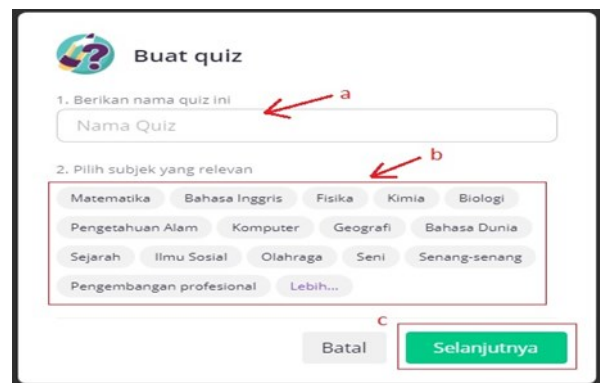 Buat quiz
1. Berikan nama quiz ini
a
Nama Quiz
2. Pilih subjek yang relevan
b
Matematika Bahasa Inggris Fisika Kimia Biologi
Pengetahuan Alam Komputer Geografi Bahasa Dunia
Sejarah Ilmu Sosial Olahraga Seni Senang-senang
Pengembangan profesional Lebih...
c
Batal Selanjutnya